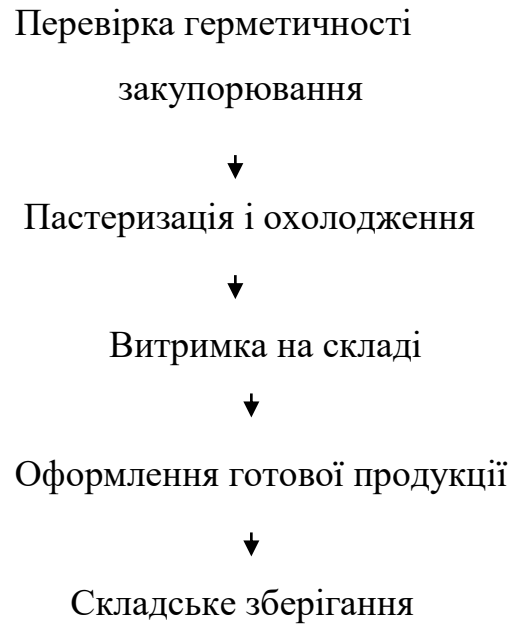 Перевірка герметичності
закупорювання
Пастеризація і охолодження
Витримка на складі
Оформлення готової продукції
Складське зберігання